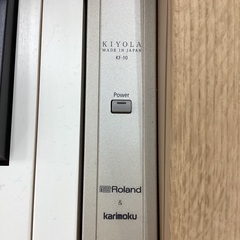 KIYOLA
MADE IN JAPAN
KF-10
Power
Roland
&
karimoku